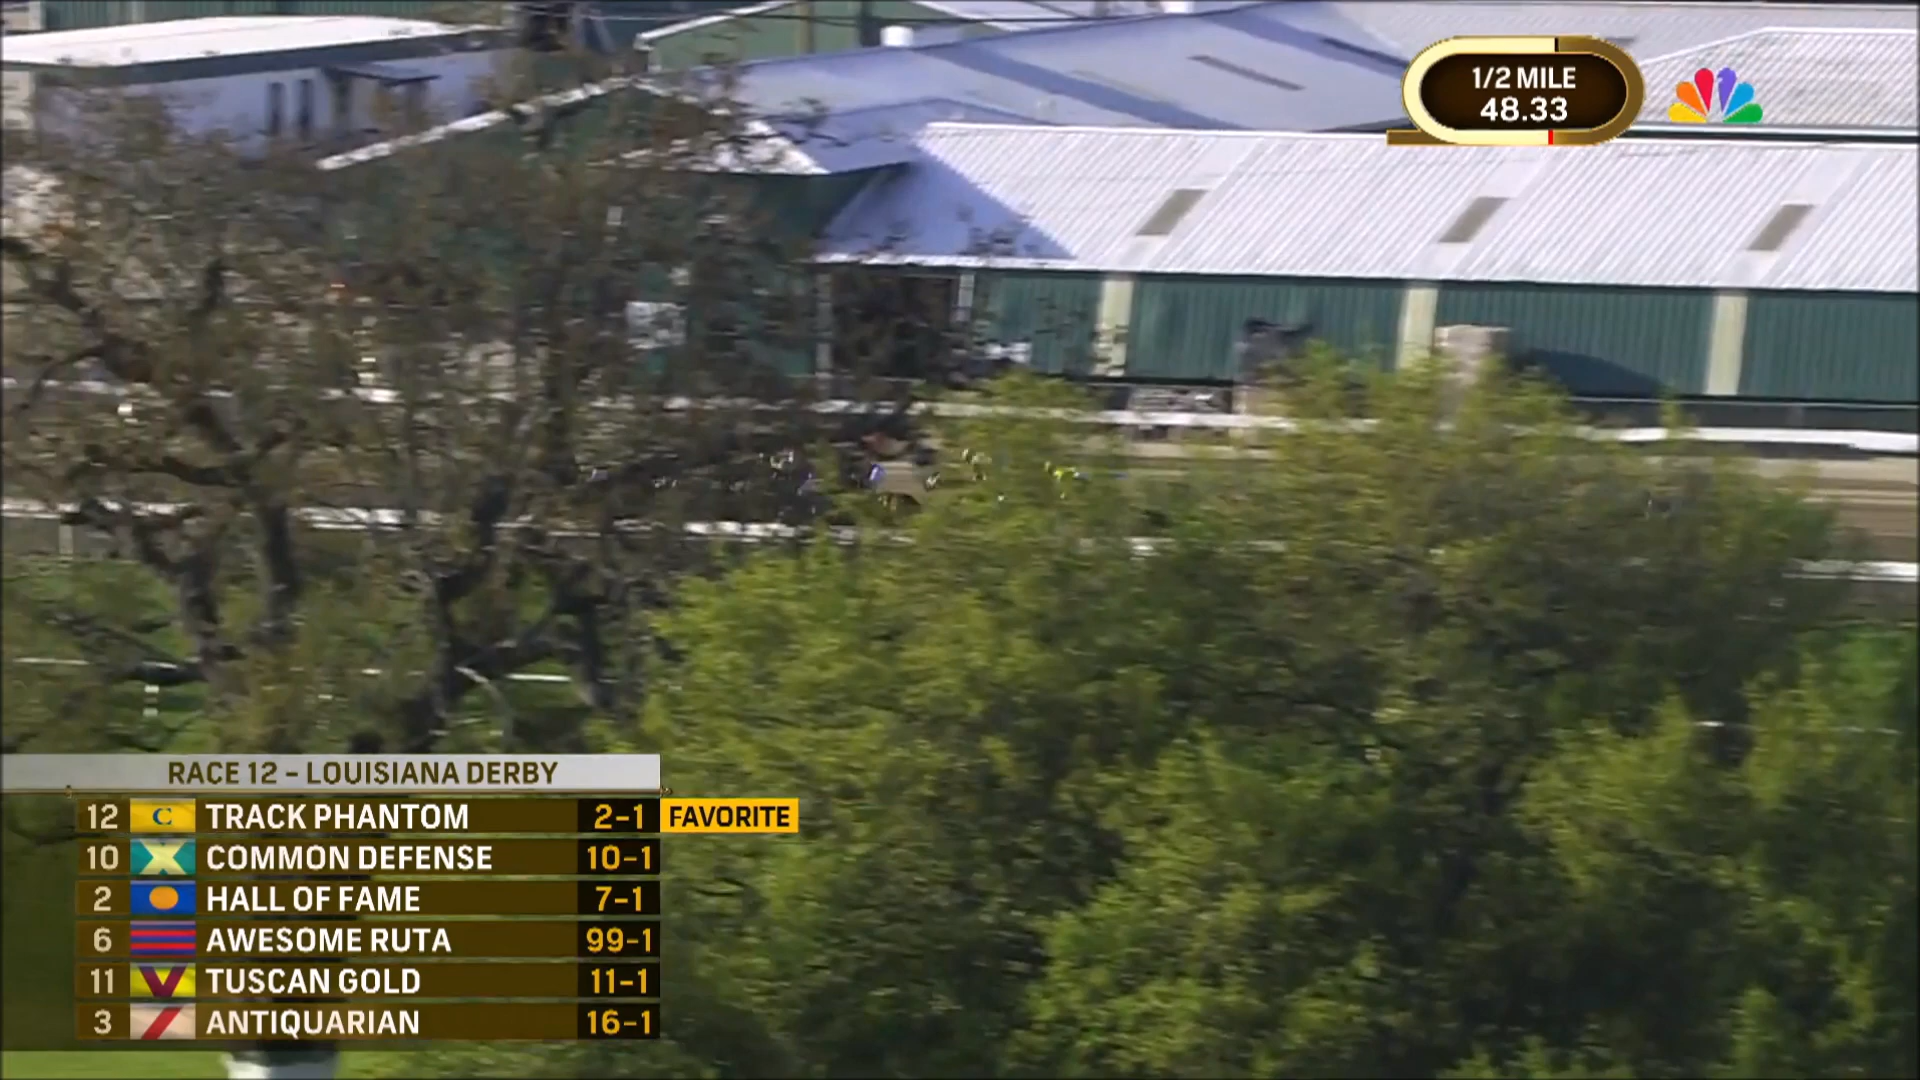 1/2 MILE
48.33
RACE 12 – LOUISIANA DERBY
12 C TRACK PHANTOM 2-1 FAVORITE
10 COMMON DEFENSE 10-1
2 HALL OF FAME 7-1
6 AWESOME RUTA 99-1
11 TUSCAN GOLD 11-1
3 ANTIQUARIAN 16-1